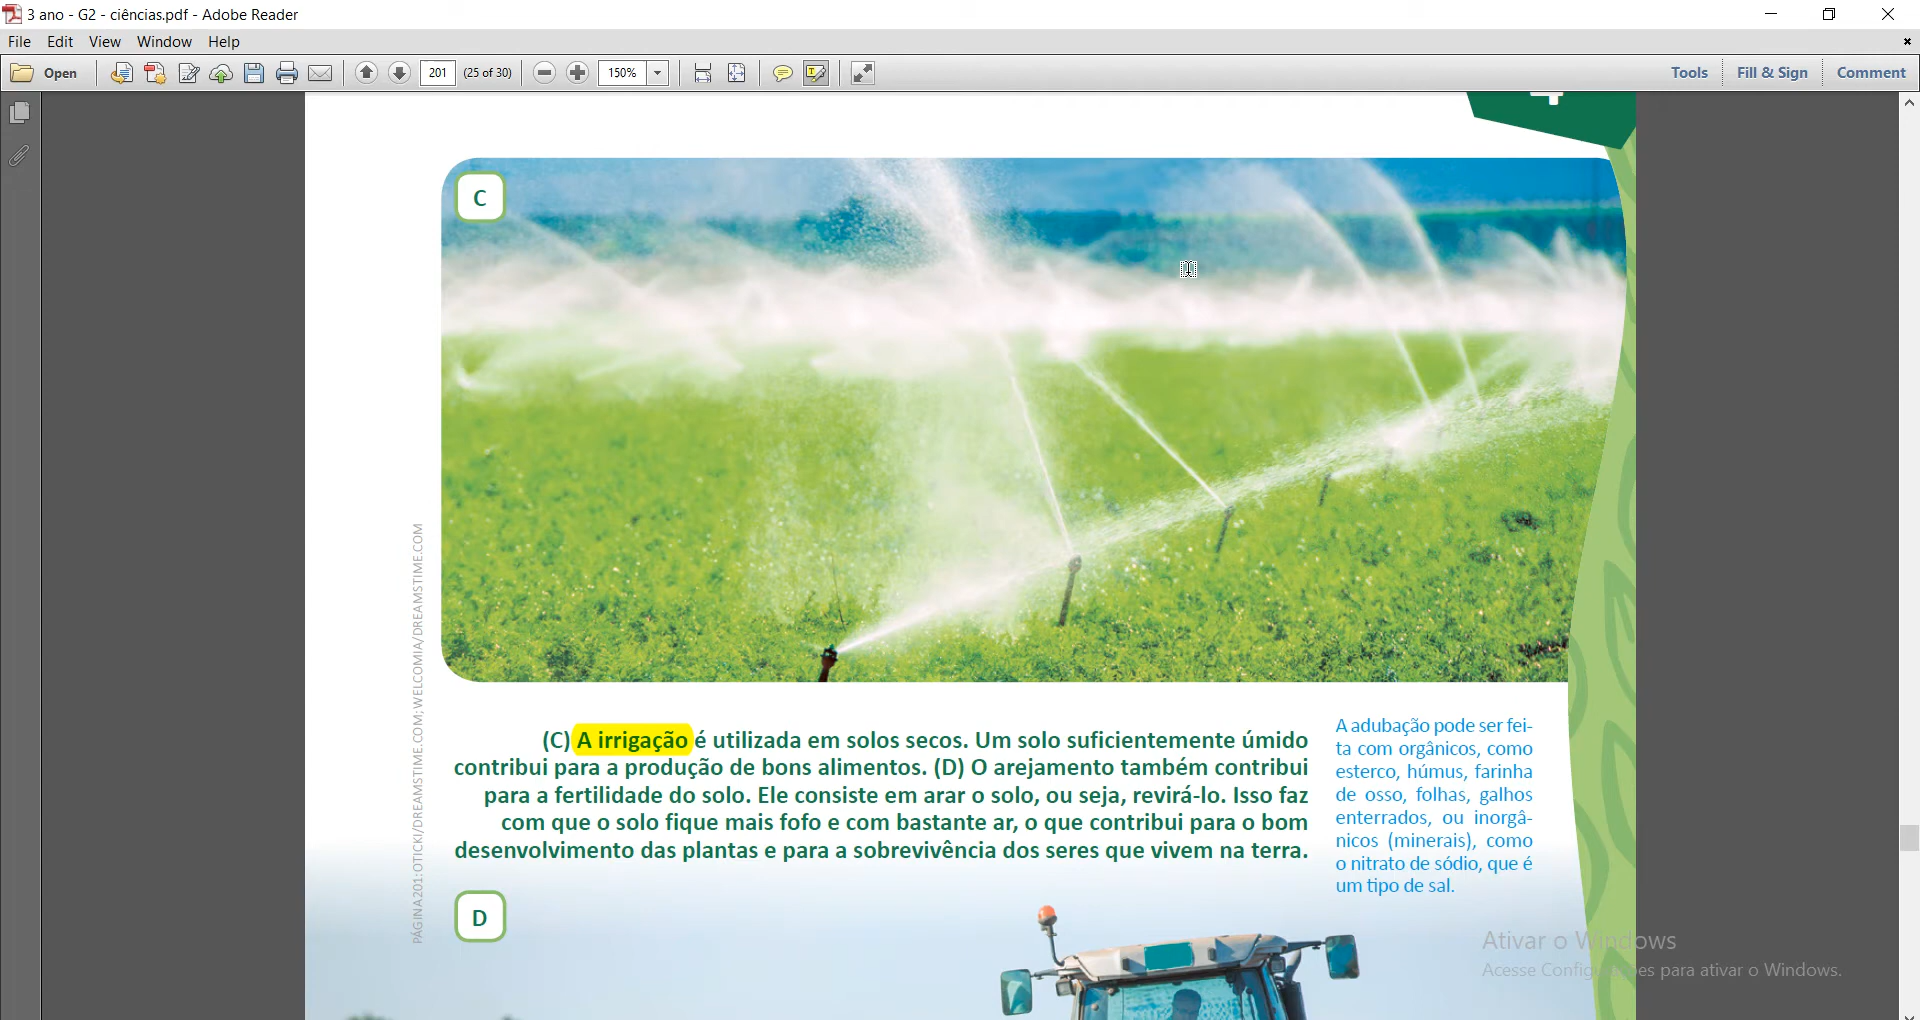 3 ano - G2 - ciências.pdf - Adobe Reader
File Edit View Window Help
Open 201 (25 of 30) 150% Tools Fill & Sign Comment
C
(C) A irrigação é utilizada em solos secos. Um solo suficientemente úmido
contribui para a produção de bons alimentos. (D) O arejamento também contribui
para a fertilidade do solo. Ele consiste em arar o solo, ou seja, revirá-lo. Isso faz
com que o solo fique mais fofo e com bastante ar, o que contribui para o bom
desenvolvimento das plantas e para a sobrevivência dos seres que vivem na terra.
A adubação pode ser fei-
ta com orgânicos, como
esterco, húmus, farinha
de osso, folhas, galhos
enterrados, ou inorgâ-
nicos (minerais), como
o nitrato de sódio, que é
um tipo de sal.
PÁGINA201: OTICKI/DREAMSTIME.COM; WELCOMIA/DREAMSTIME.COM
D
Ativar o Windows
Acesse Configurações para ativar o Windows.